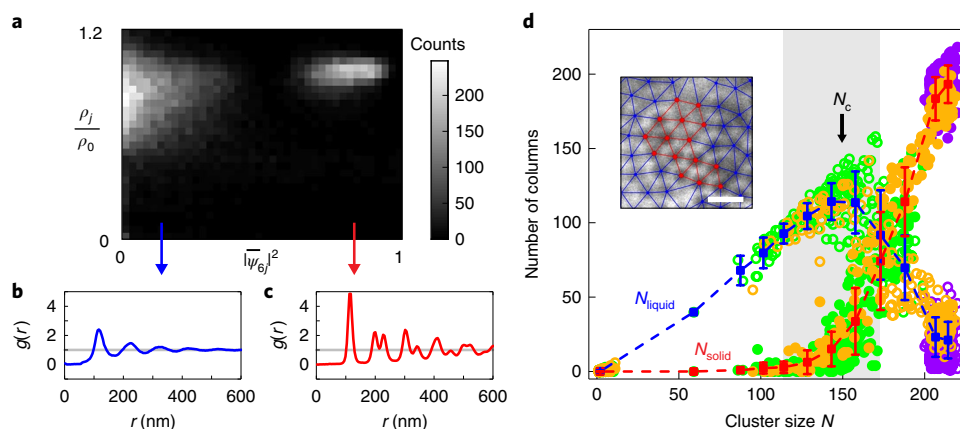 a
1.2
ρj
ρ0
0
0
|ψ̅6j|²
1
Counts
200
150
100
50
0
b
g(r)
4
2
0
0 200 400 600
r (nm)
c
g(r)
4
2
0
0 200 400 600
r (nm)
d
Number of columns
200
150
100
50
0
Nc
Nliquid
Nsolid
0 50 100 150 200
Cluster size N